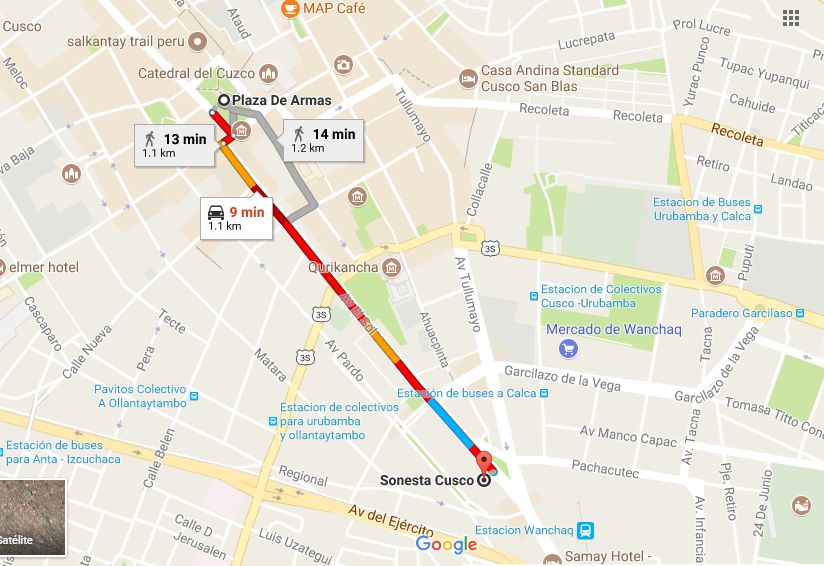 MAP Café
Cusco
salkantay trail peru
Catedral del Cuzco
Lucrepata
Prol Lucre
Yurac Punco
Tupac Yupanqui
Casa Andina Standard
Cusco San Blas
Cahuide
Meloc
Plaza De Armas
Tullumayo
Recoleta
Recoleta
13 min
1.1 km
14 min
1.2 km
Retiro
Landao
Nueva Baja
Collacalle
Estacion de Buses
Urubamba y Calca
9 min
1.1 km
3S
elmer hotel
Qurikancha
Av Tullumayo
Puputi
Estacion de Colectivos
Cusco -Urubamba
Paradero Garcilaso
3S
Av El Sol
Ahuacpinta
Cascaparo
Tecte
Calle Nueva
Pera
Matara
3S
Av Pardo
Mercado de Wanchaq
Tacna
Garcilazo de la Vega
Garcilazo de la Vega
Pavitos Colectivo
A Ollantaytambo
Estación de buses a Calca
Tomasa Titto Cond
Estacion de colectivos
para urubamba
y ollantaytambo
Av Tacna
Av Manco Capac
Estación de buses
para Anta - Izcuchaca
Calle Belen
Regional
Sonesta Cusco
Pachacutec
Pje. Retiro
24 De Junio
Av. Infancia
Satélite
Calle D
Jerusalen
Av del Ejército
Luis Uzategui
Google
Estacion Wanchaq
Samay Hotel -